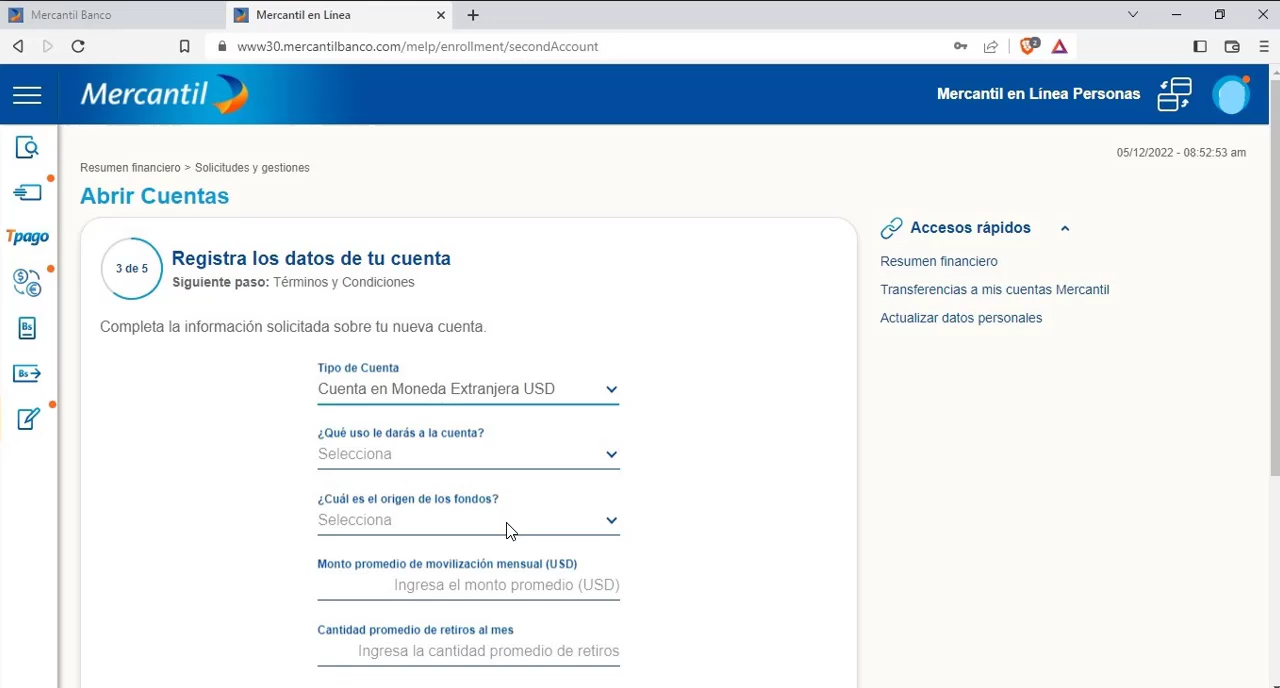 Mercantil Banco
Mercantil en Línea
www30.mercantilbanco.com/melp/enrollment/secondAccount
2
Mercantil
Mercantil en Línea Personas
05/12/2022 - 08:52:53 am
Resumen financiero > Solicitudes y gestiones
Abrir Cuentas
Tpago
3 de 5
Registra los datos de tu cuenta
Siguiente paso: Términos y Condiciones
Completa la información solicitada sobre tu nueva cuenta.
Tipo de Cuenta
Cuenta en Moneda Extranjera USD
¿Qué uso le darás a la cuenta?
Selecciona
¿Cuál es el origen de los fondos?
Selecciona
Monto promedio de movilización mensual (USD)
Ingresa el monto promedio (USD)
Cantidad promedio de retiros al mes
Ingresa la cantidad promedio de retiros
Accesos rápidos
Resumen financiero
Transferencias a mis cuentas Mercantil
Actualizar datos personales
$
€
Bs
Bs